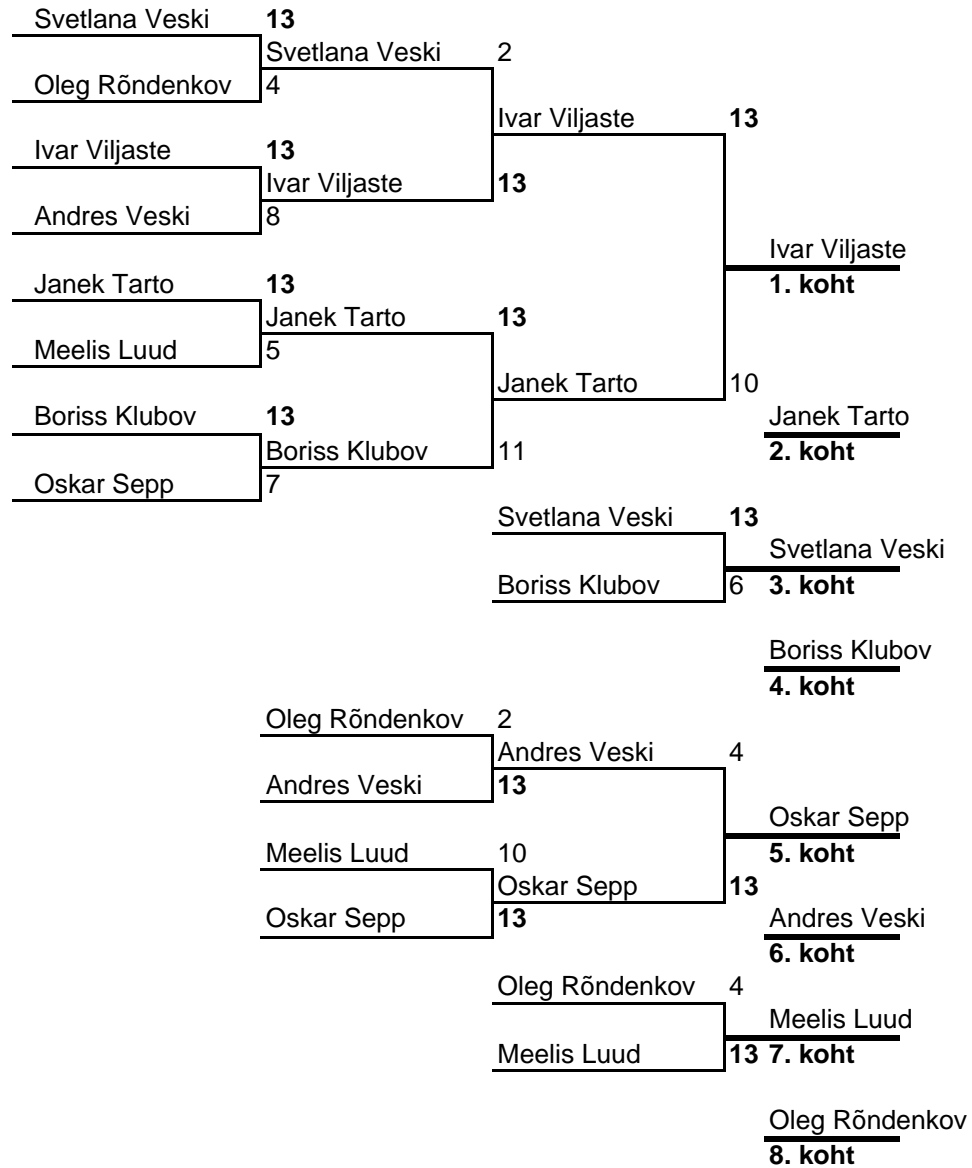 Svetlana Veski 13
Svetlana Veski 2
Oleg Rõndenkov 4
Ivar Viljaste 13
Ivar Viljaste 13
Ivar Viljaste 13
Andres Veski 8
Ivar Viljaste
1. koht
Janek Tarto 13
Janek Tarto 13
Meelis Luud 5
Janek Tarto 10
Boriss Klubov 13
Janek Tarto
2. koht
Boriss Klubov 11
Oskar Sepp 7
Svetlana Veski 13
Svetlana Veski
Boriss Klubov 6 3. koht
Boriss Klubov
4. koht
Oleg Rõndenkov 2
Andres Veski 4
Andres Veski 13
Oskar Sepp
5. koht
Meelis Luud 10
Oskar Sepp 13
Oskar Sepp 13
Andres Veski
6. koht
Oleg Rõndenkov 4
Meelis Luud
Meelis Luud 13 7. koht
Oleg Rõndenkov
8. koht